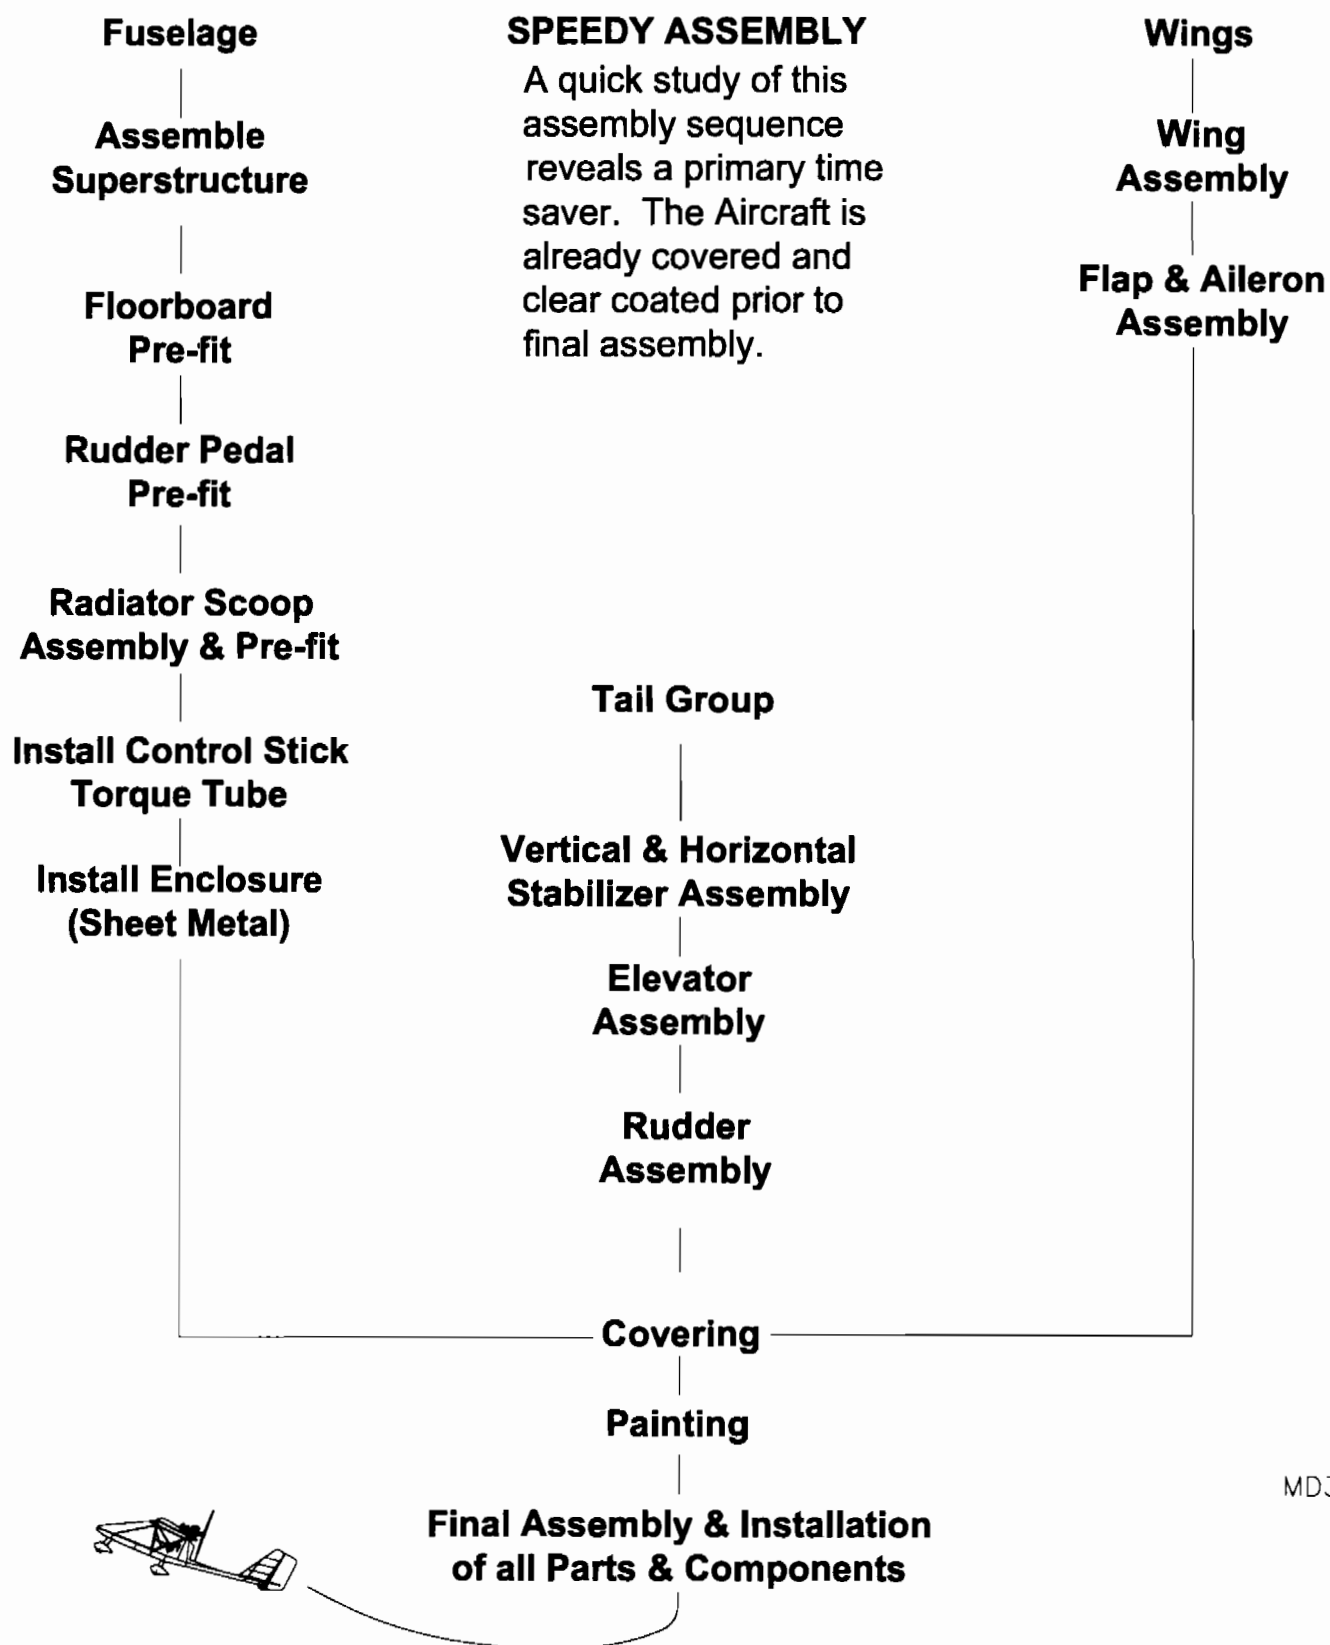 Fuselage
Assemble
Superstructure
Floorboard
Pre-fit
Rudder Pedal
Pre-fit
Radiator Scoop
Assembly & Pre-fit
Install Control Stick
Torque Tube
Install Enclosure
(Sheet Metal)
SPEEDY ASSEMBLY
A quick study of this
assembly sequence
reveals a primary time
saver. The Aircraft is
already covered and
clear coated prior to
final assembly.
Wings
Wing
Assembly
Flap & Aileron
Assembly
Tail Group
Vertical & Horizontal
Stabilizer Assembly
Elevator
Assembly
Rudder
Assembly
Covering
Painting
Final Assembly & Installation
of all Parts & Components